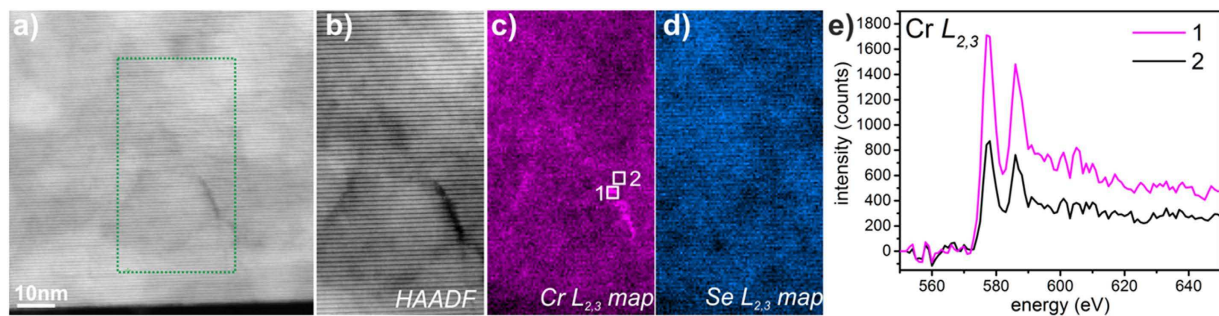 a)
10nm
b)
HAADF
c)
1
2
Cr L2,3 map
d)
Se L2,3 map
e)
Cr L2,3
1
2
intensity (counts)
1800
1600
1400
1200
1000
800
600
400
200
0
560 580 600 620 640
energy (eV)